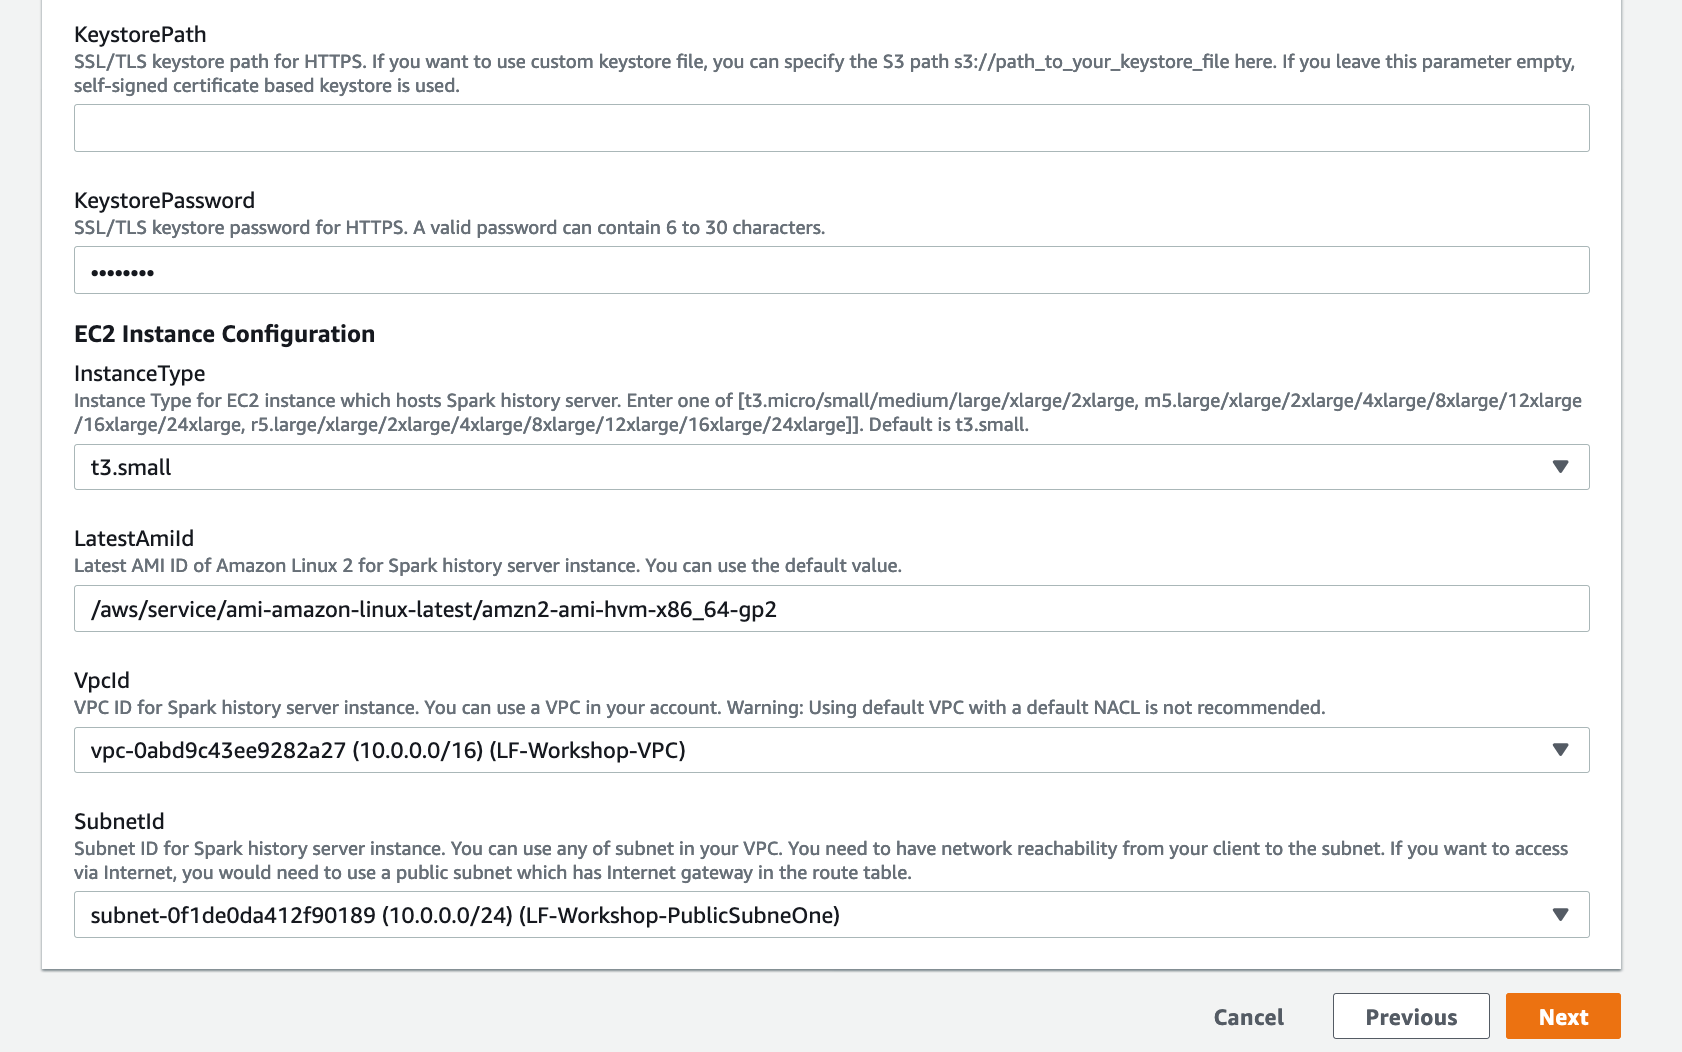 KeystorePath
SSL/TLS keystore path for HTTPS. If you want to use custom keystore file, you can specify the S3 path s3://path_to_your_keystore_file here. If you leave this parameter empty,
self-signed certificate based keystore is used.
KeystorePassword
SSL/TLS keystore password for HTTPS. A valid password can contain 6 to 30 characters.
••••••••
EC2 Instance Configuration
InstanceType
Instance Type for EC2 instance which hosts Spark history server. Enter one of [t3.micro/small/medium/large/xlarge/2xlarge, m5.large/xlarge/2xlarge/4xlarge/8xlarge/12xlarge
/16xlarge/24xlarge, r5.large/xlarge/2xlarge/4xlarge/8xlarge/12xlarge/16xlarge/24xlarge]]. Default is t3.small.
t3.small
LatestAmiId
Latest AMI ID of Amazon Linux 2 for Spark history server instance. You can use the default value.
/aws/service/ami-amazon-linux-latest/amzn2-ami-hvm-x86_64-gp2
VpcId
VPC ID for Spark history server instance. You can use a VPC in your account. Warning: Using default VPC with a default NACL is not recommended.
vpc-0abd9c43ee9282a27 (10.0.0.0/16) (LF-Workshop-VPC)
SubnetId
Subnet ID for Spark history server instance. You can use any of subnet in your VPC. You need to have network reachability from your client to the subnet. If you want to access
via Internet, you would need to use a public subnet which has Internet gateway in the route table.
subnet-0f1de0da412f90189 (10.0.0.0/24) (LF-Workshop-PublicSubneOne)
Cancel
Previous
Next